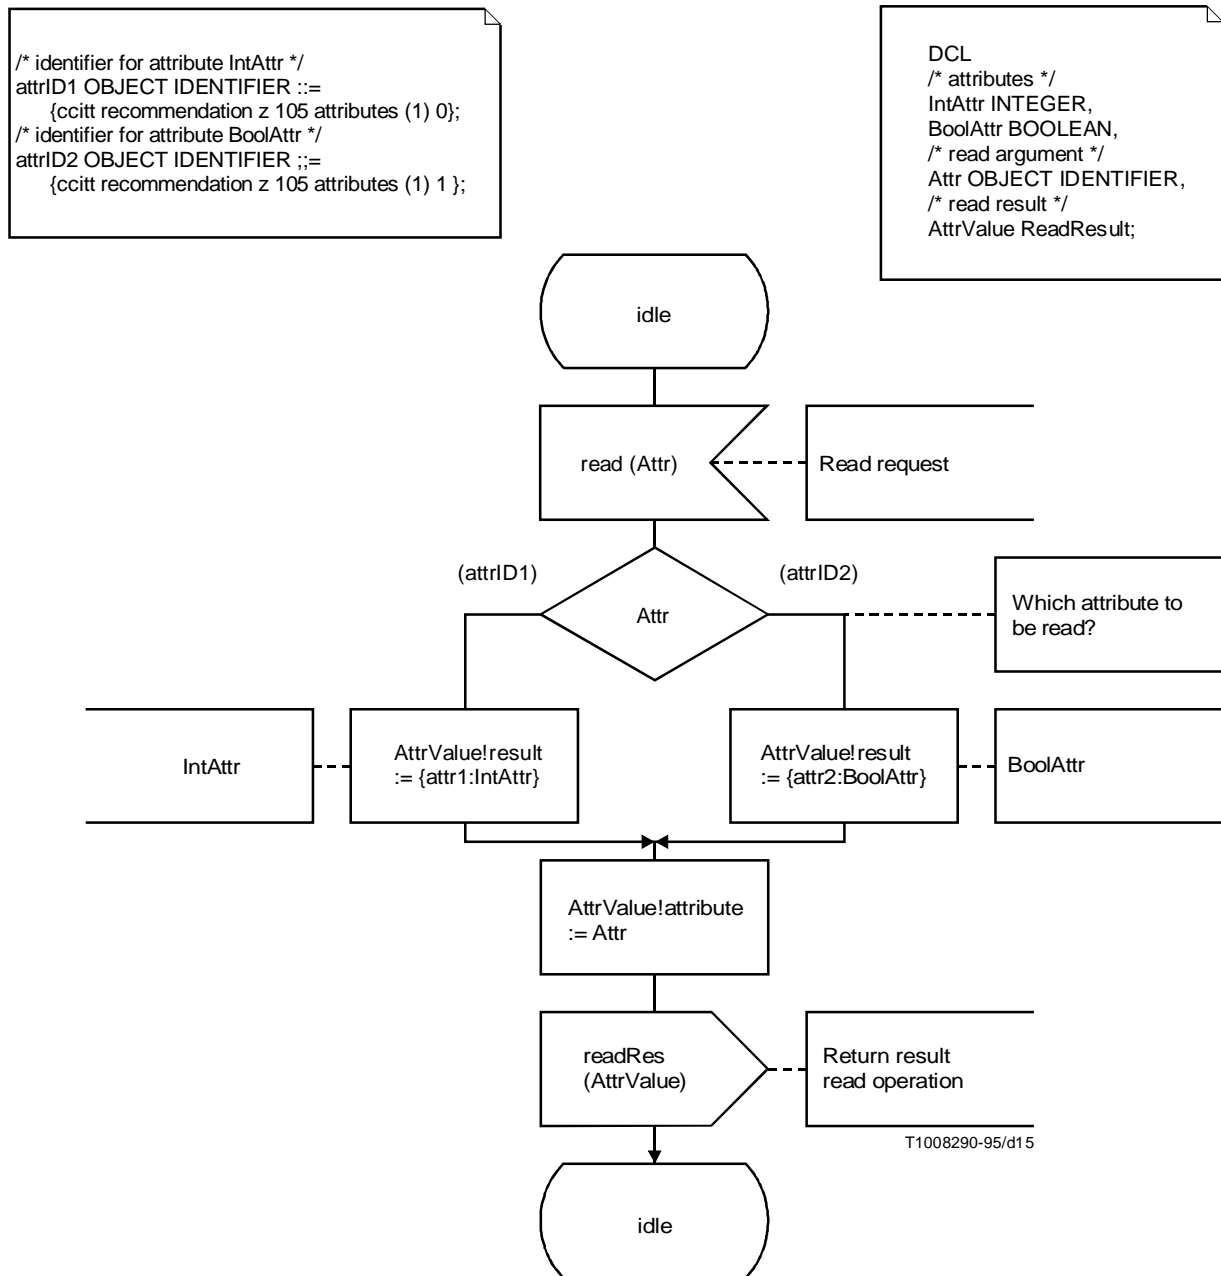 /* identifier for attribute IntAttr */
attrID1 OBJECT IDENTIFIER ::=
{ccitt recommendation z 105 attributes (1) 0};
/* identifier for attribute BoolAttr */
attrID2 OBJECT IDENTIFIER ;;=
{ccitt recommendation z 105 attributes (1) 1 };
DCL
/* attributes */
IntAttr INTEGER,
BoolAttr BOOLEAN,
/* read argument */
Attr OBJECT IDENTIFIER,
/* read result */
AttrValue ReadResult;
idle
read (Attr)
Read request
(attrID1)
(attrID2)
Attr
Which attribute to
be read?
IntAttr
AttrValue!result
:= {attr1:IntAttr}
AttrValue!result
:= {attr2:BoolAttr}
BoolAttr
AttrValue!attribute
:= Attr
readRes
(AttrValue)
Return result
read operation
T1008290-95/d15
idle